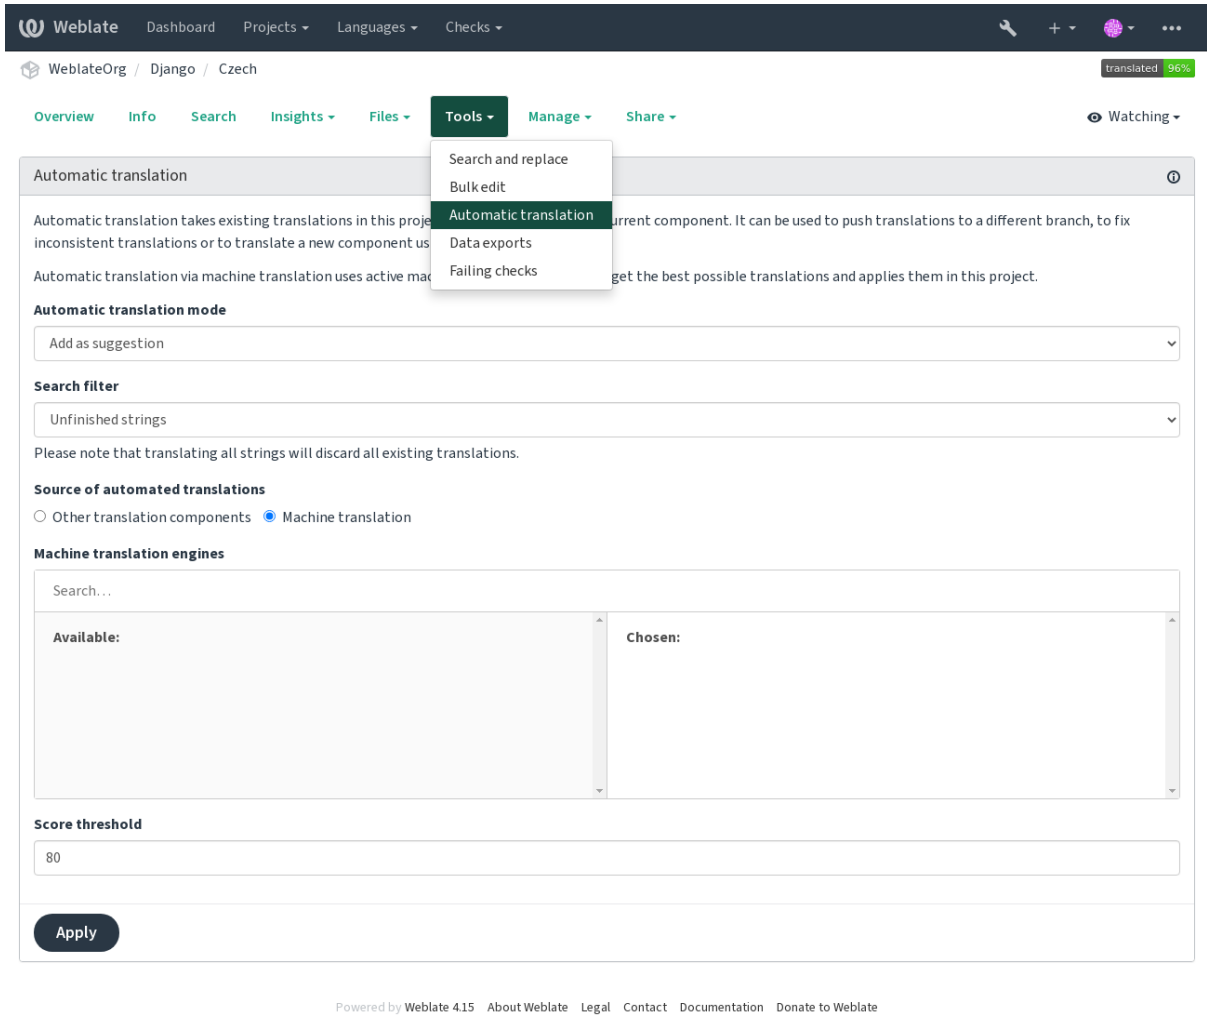 Weblate Dashboard Projects Languages Checks
WeblateOrg / Django / Czech
translated 96%
Overview Info Search Insights Files Tools Manage Share Watching
Search and replace
Bulk edit
Automatic translation
Data exports
Failing checks
Automatic translation
Automatic translation takes existing translations in this proje urrent component. It can be used to push translations to a different branch, to fix
inconsistent translations or to translate a new component us
Automatic translation via machine translation uses active mac get the best possible translations and applies them in this project.
Automatic translation mode
Add as suggestion
Search filter
Unfinished strings
Please note that translating all strings will discard all existing translations.
Source of automated translations
Other translation components Machine translation
Machine translation engines
Search…
Available: Chosen:
Score threshold
80
Apply
Powered by Weblate 4.15 About Weblate Legal Contact Documentation Donate to Weblate